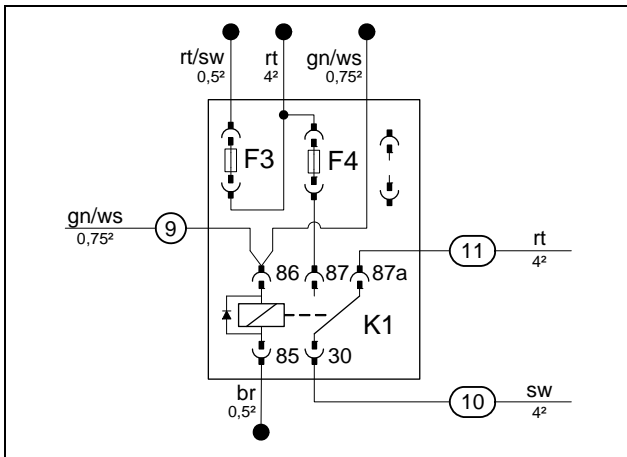 rt/sw rt gn/ws
0,5² 4² 0,75²
F3 F4
gn/ws 9
0,75²
11 rt
4²
86 87 87a
K1
85 30
br
0,5²
10 sw
4²